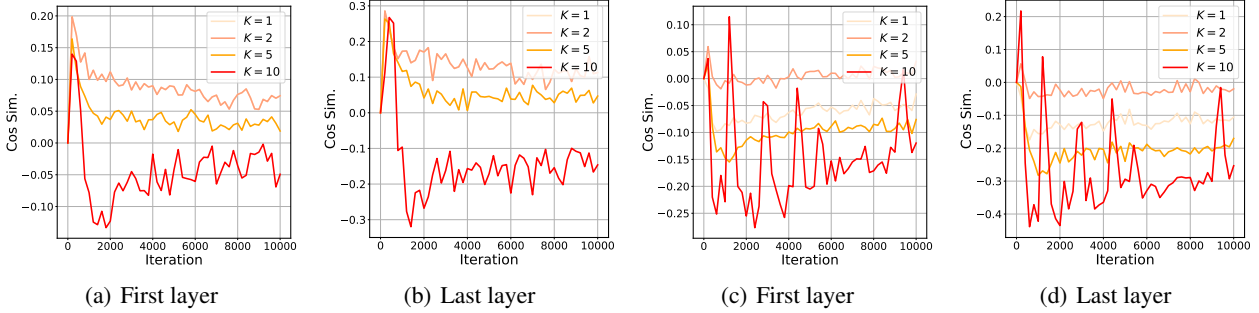 0.20
0.15
0.10
0.05
0.00
−0.05
−0.10
Cos Sim.
0 2000 4000 6000 8000 10000
Iteration
K = 1
K = 2
K = 5
K = 10
(a) First layer
0.3
0.2
0.1
0.0
−0.1
−0.2
−0.3
Cos Sim.
0 2000 4000 6000 8000 10000
Iteration
K = 1
K = 2
K = 5
K = 10
(b) Last layer
0.10
0.05
0.00
−0.05
−0.10
−0.15
−0.20
−0.25
Cos Sim.
0 2000 4000 6000 8000 10000
Iteration
K = 1
K = 2
K = 5
K = 10
(c) First layer
0.2
0.1
0.0
−0.1
−0.2
−0.3
−0.4
Cos Sim.
0 2000 4000 6000 8000 10000
Iteration
K = 1
K = 2
K = 5
K = 10
(d) Last layer